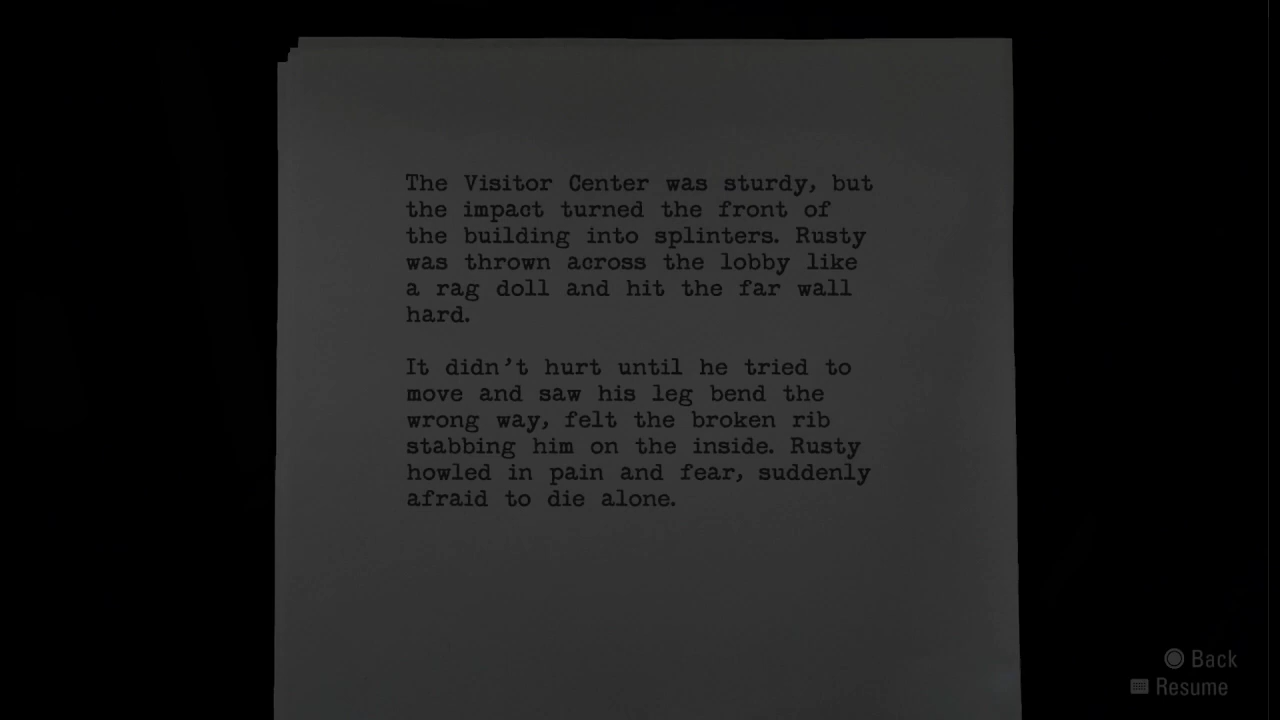 The Visitor Center was sturdy, but
the impact turned the front of
the building into splinters. Rusty
was thrown across the lobby like
a rag doll and hit the far wall
hard.
It didn't hurt until he tried to
move and saw his leg bend the
wrong way, felt the broken rib
stabbing him on the inside. Rusty
howled in pain and fear, suddenly
afraid to die alone.
Back
Resume